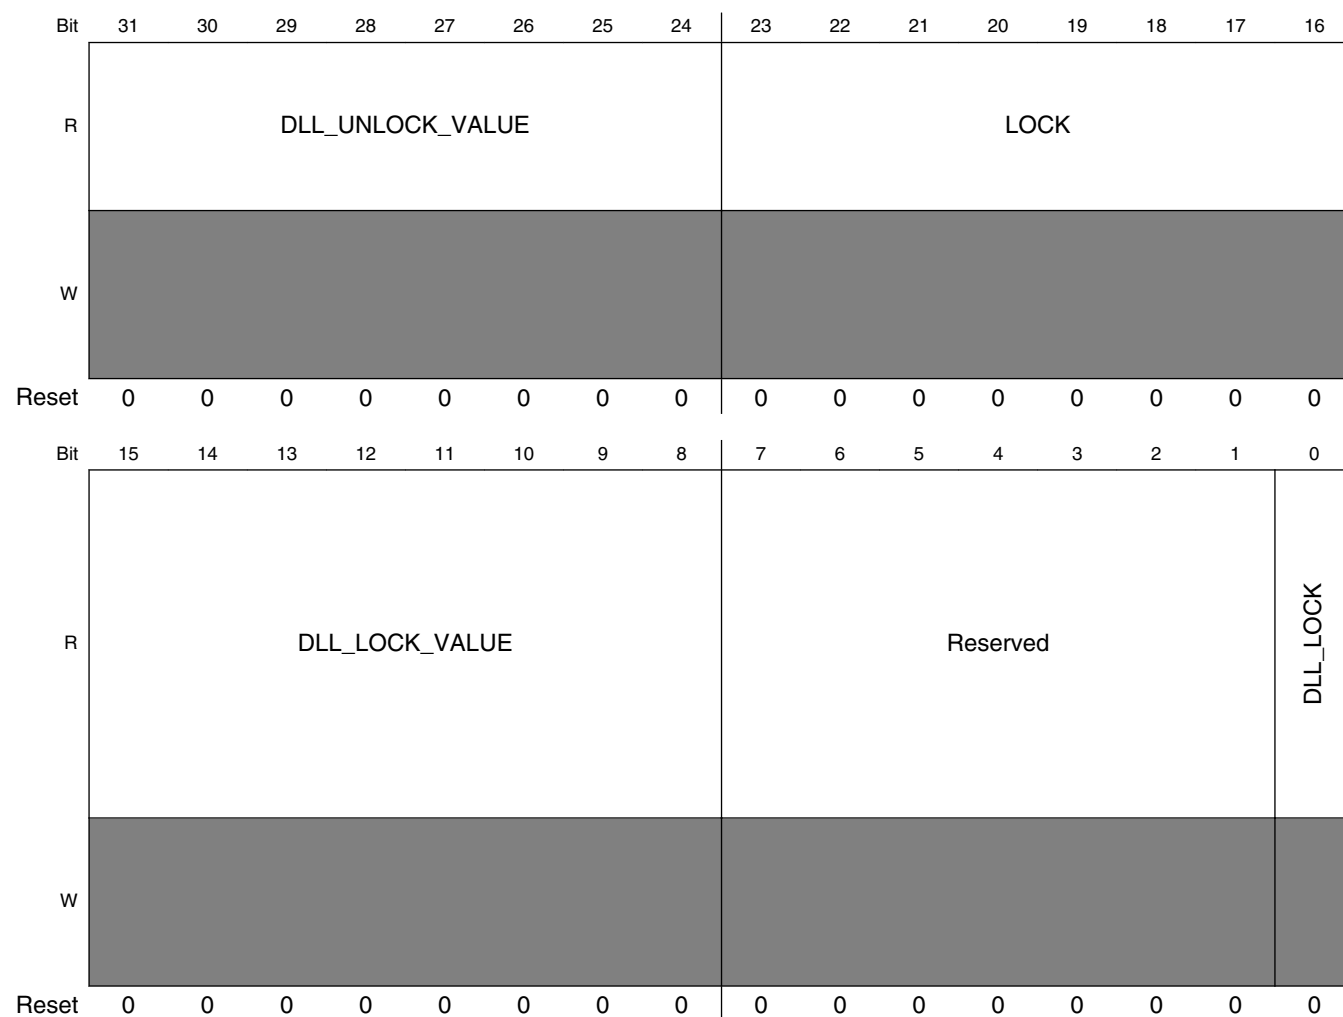 Bit 31 30 29 28 27 26 25 24 23 22 21 20 19 18 17 16
R DLL_UNLOCK_VALUE LOCK
W
Reset 0 0 0 0 0 0 0 0 0 0 0 0 0 0 0 0
Bit 15 14 13 12 11 10 9 8 7 6 5 4 3 2 1 0
R DLL_LOCK_VALUE Reserved DLL_LOCK
W
Reset 0 0 0 0 0 0 0 0 0 0 0 0 0 0 0 0